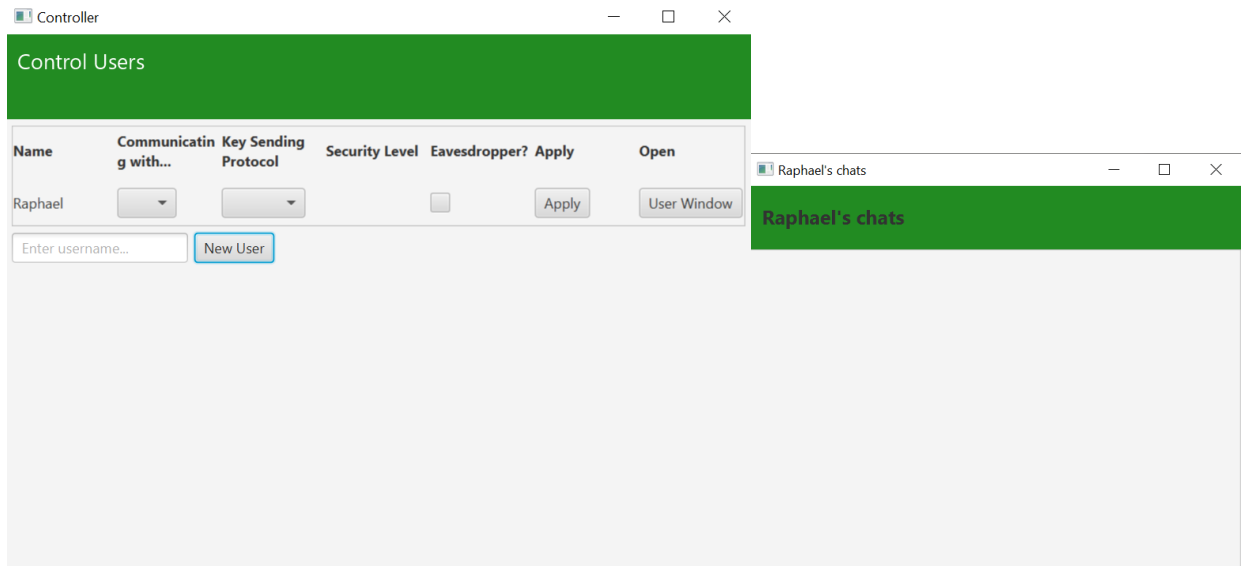 Controller
Control Users
Name
Communicatin
g with...
Key Sending
Protocol
Security Level
Eavesdropper?
Apply
Open
Raphael
Apply
User Window
Enter username...
New User
Raphael's chats
Raphael's chats